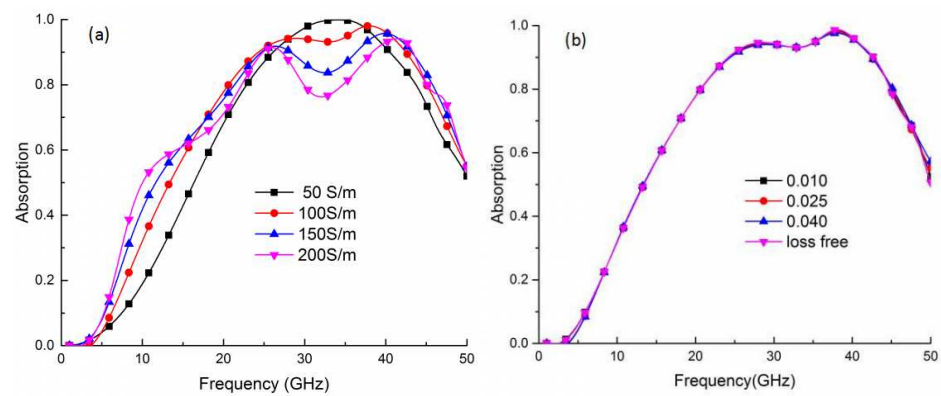 (a)
1.0
0.8
0.6
0.4
0.2
0.0
Absorption
50 S/m
100S/m
150S/m
200S/m
0 10 20 30 40 50
Frequency (GHz)
(b)
1.0
0.8
0.6
0.4
0.2
0.0
Absorption
0.010
0.025
0.040
loss free
0 10 20 30 40 50
Frequency(GHz)